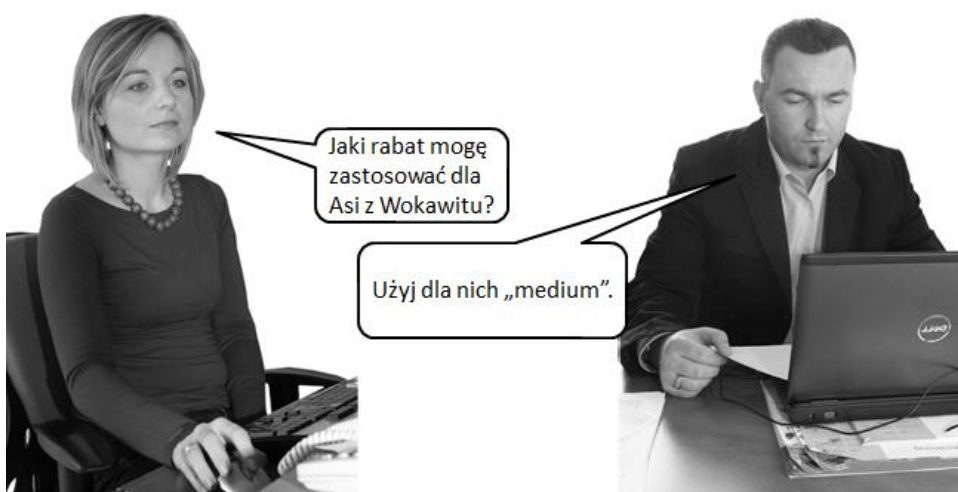 Jaki rabat mogę
zastosować dla
Asi z Wokawitu?
Użyj dla nich „medium”.
DELL